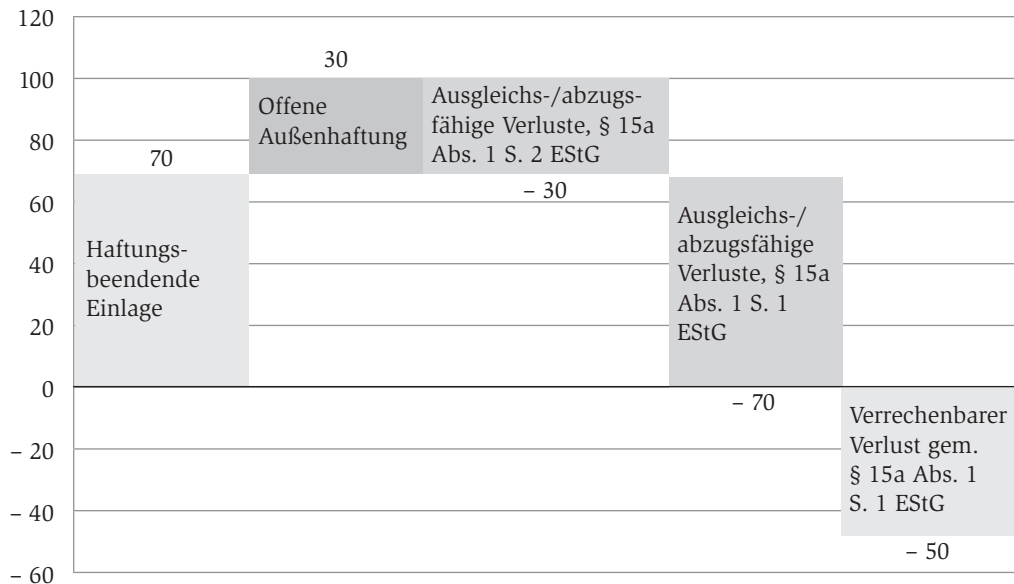 120
100
80
60
40
20
0
– 20
– 40
– 60
70
Haftungs-
beendende
Einlage
30
Offene
Außenhaftung
Ausgleichs-/abzugs-
fähige Verluste, § 15a
Abs. 1 S. 2 EStG
– 30
Ausgleichs-/
abzugsfähige
Verluste, § 15a
Abs. 1 S. 1
EStG
– 70
Verrechenbarer
Verlust gem.
§ 15a Abs. 1
S. 1 EStG
– 50